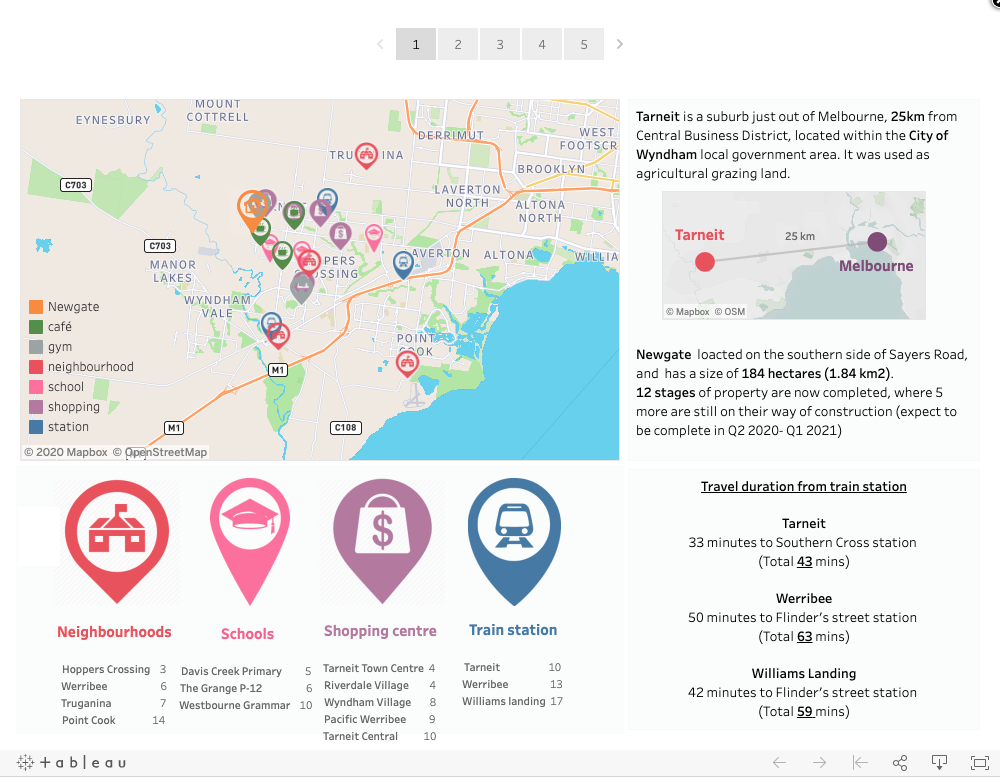 1 2 3 4 5
EYNESBURY
MOUNT
COTTRELL
DERRIMUT
WEST
FOOTSCR
BROOKLYN
C703
LAVERTON
NORTH
ALTONA
NORTH
C703
MANOR
LAKES
AVERTON
ALTONA
WILLIA
PERS
SSING
WYNDHAM
VALE
POINT
COOK
M1
M1
C108
Newgate
café
gym
neighbourhood
school
shopping
station
© 2020 Mapbox © OpenStreetMap
Tarneit is a suburb just out of Melbourne, 25km from
Central Business District, located within the City of
Wyndham local government area. It was used as
agricultural grazing land.
Tarneit
25 km
Melbourne
© Mapbox © OSM
Newgate loacted on the southern side of Sayers Road,
and has a size of 184 hectares (1.84 km2).
12 stages of property are now completed, where 5
more are still on their way of construction (expect to
be complete in Q2 2020- Q1 2021)
$
Neighbourhoods
Hoppers Crossing 3
Werribee 6
Truganina 7
Point Cook 14
Schools
Davis Creek Primary 5
The Grange P-12 6
Westbourne Grammar 10
Shopping centre
Tarneit Town Centre 4
Riverdale Village 4
Wyndham Village 8
Pacific Werribee 9
Tarneit Central 10
Train station
Tarneit 10
Werribee 13
Williams landing 17
Travel duration from train station
Tarneit
33 minutes to Southern Cross station
(Total 43 mins)
Werribee
50 minutes to Flinder's street station
(Total 63 mins)
Williams Landing
42 minutes to Flinder's street station
(Total 59 mins)
+ableau